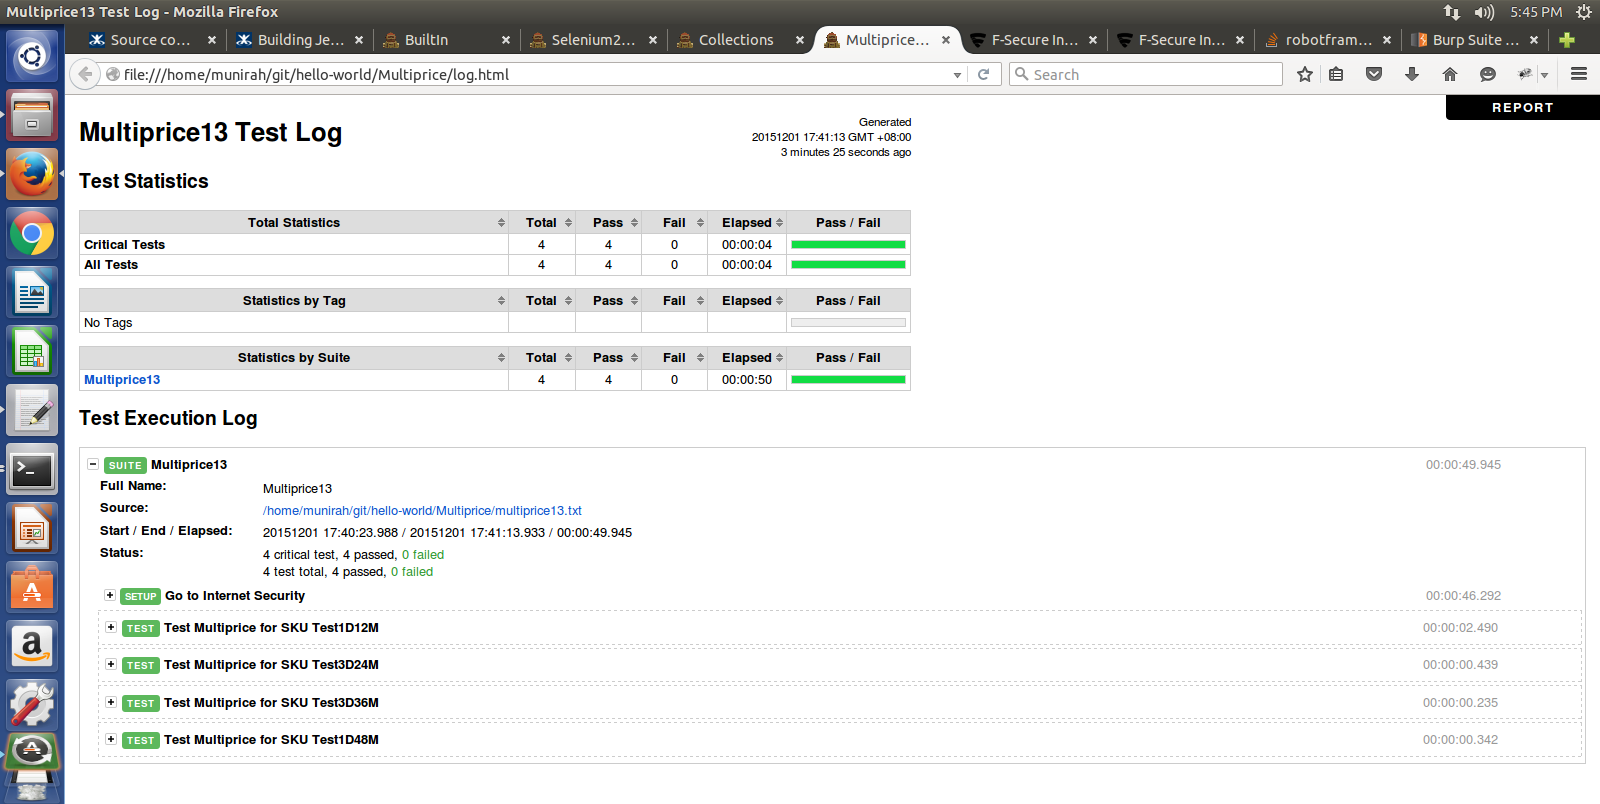 Multiprice13 Test Log - Mozilla Firefox
5:45 PM
Source co...
Building Je...
BuiltIn
Selenium2...
Collections
Multiprice...
F-Secure In...
F-Secure In...
robotfram...
Burp Suite ...
file:///home/munirah/git/hello-world/Multiprice/log.html
Search
REPORT
Multiprice13 Test Log
Generated
20151201 17:41:13 GMT +08:00
3 minutes 25 seconds ago
Test Statistics
Total Statistics Total Pass Fail Elapsed Pass / Fail
Critical Tests 4 4 0 00:00:04
All Tests 4 4 0 00:00:04
Statistics by Tag Total Pass Fail Elapsed Pass / Fail
No Tags
Statistics by Suite Total Pass Fail Elapsed Pass / Fail
Multiprice13 4 4 0 00:00:50
Test Execution Log
SUITE Multiprice13 00:00:49.945
Full Name: Multiprice13
Source: /home/munirah/git/hello-world/Multiprice/multiprice13.txt
Start / End / Elapsed: 20151201 17:40:23.988 / 20151201 17:41:13.933 / 00:00:49.945
Status: 4 critical test, 4 passed, 0 failed
4 test total, 4 passed, 0 failed
SETUP Go to Internet Security 00:00:46.292
TEST Test Multiprice for SKU Test1D12M 00:00:02.490
TEST Test Multiprice for SKU Test3D24M 00:00:00.439
TEST Test Multiprice for SKU Test3D36M 00:00:00.235
TEST Test Multiprice for SKU Test1D48M 00:00:00.342